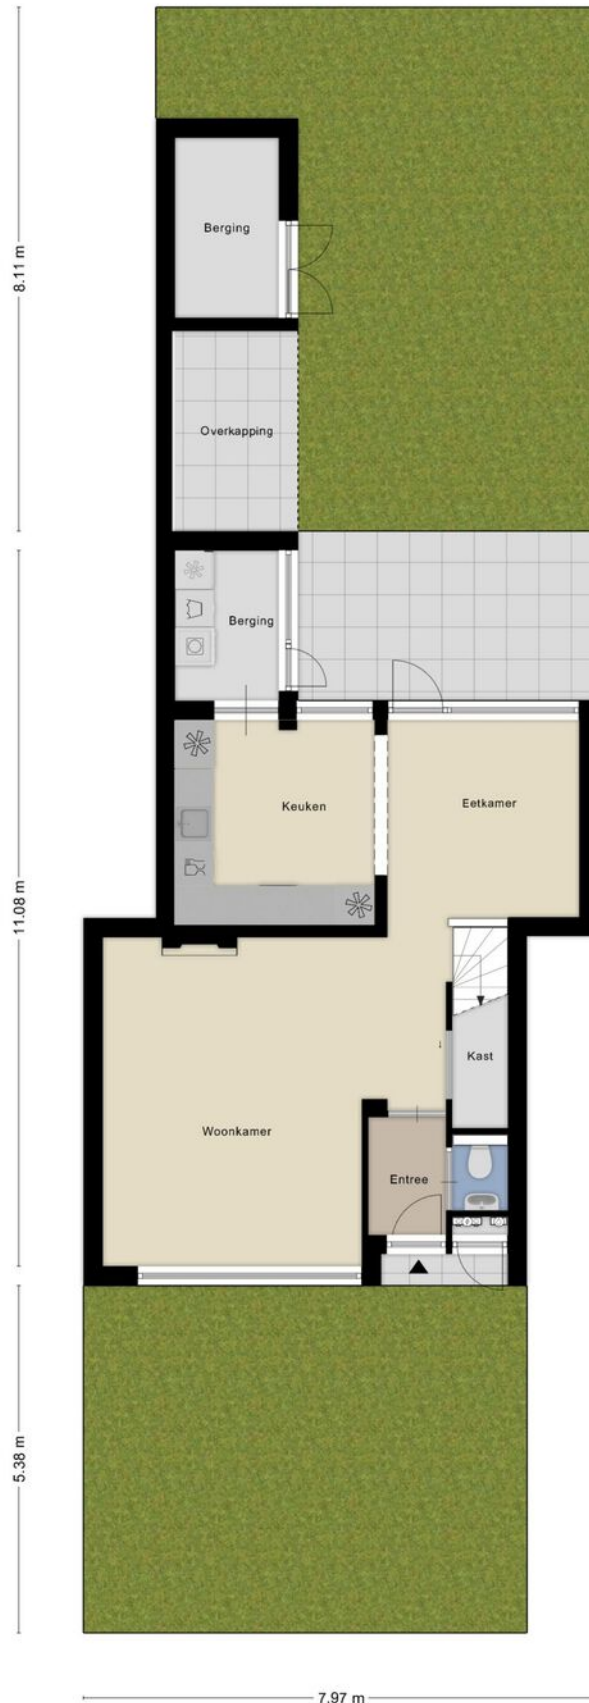 8.11 m
Berging
Overkapping
Berging
11.08 m
Keuken
Eetkamer
Kast
Woonkamer
Entree
5.38 m
7.97 m